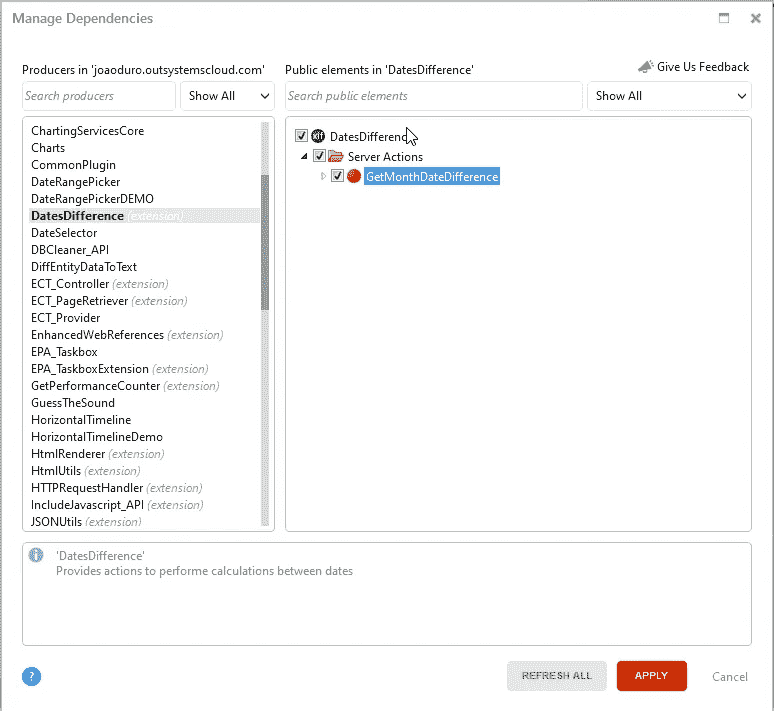 Manage Dependencies
Producers in 'joaoduro.outsystemscloud.com'
Public elements in 'DatesDifference'
Give Us Feedback
Search producers
Show All
Search public elements
Show All
ChartingServicesCore
Charts
CommonPlugin
DateRangePicker
DateRangePickerDEMO
DatesDifference (extension)
DateSelector
DBCleaner_API
DiffEntityDataToText
ECT_Controller (extension)
ECT_PageRetriever (extension)
ECT_Provider
EnhancedWebReferences (extension)
EPA_Taskbox
EPA_TaskboxExtension (extension)
GetPerformanceCounter (extension)
GuessTheSound
HorizontalTimeline
HorizontalTimelineDemo
HtmlRenderer (extension)
HtmlUtils (extension)
HTTPRequestHandler (extension)
IncludeJavascript_API (extension)
JSONUtils (extension)
xif DatesDifference
Server Actions
GetMonthDateDifference
'DatesDifference'
Provides actions to performe calculations between dates
?
REFRESH ALL
APPLY
Cancel